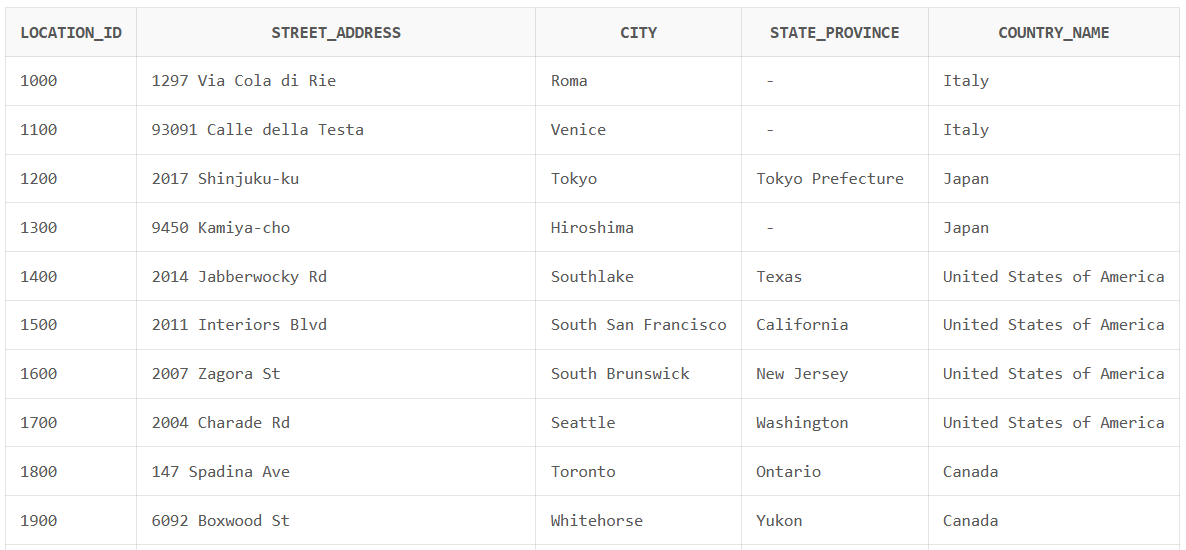 LOCATION_ID STREET_ADDRESS CITY STATE_PROVINCE COUNTRY_NAME
1000 1297 Via Cola di Rie Roma - Italy
1100 93091 Calle della Testa Venice - Italy
1200 2017 Shinjuku-ku Tokyo Tokyo Prefecture Japan
1300 9450 Kamiya-cho Hiroshima - Japan
1400 2014 Jabberwocky Rd Southlake Texas United States of America
1500 2011 Interiors Blvd South San Francisco California United States of America
1600 2007 Zagora St South Brunswick New Jersey United States of America
1700 2004 Charade Rd Seattle Washington United States of America
1800 147 Spadina Ave Toronto Ontario Canada
1900 6092 Boxwood St Whitehorse Yukon Canada